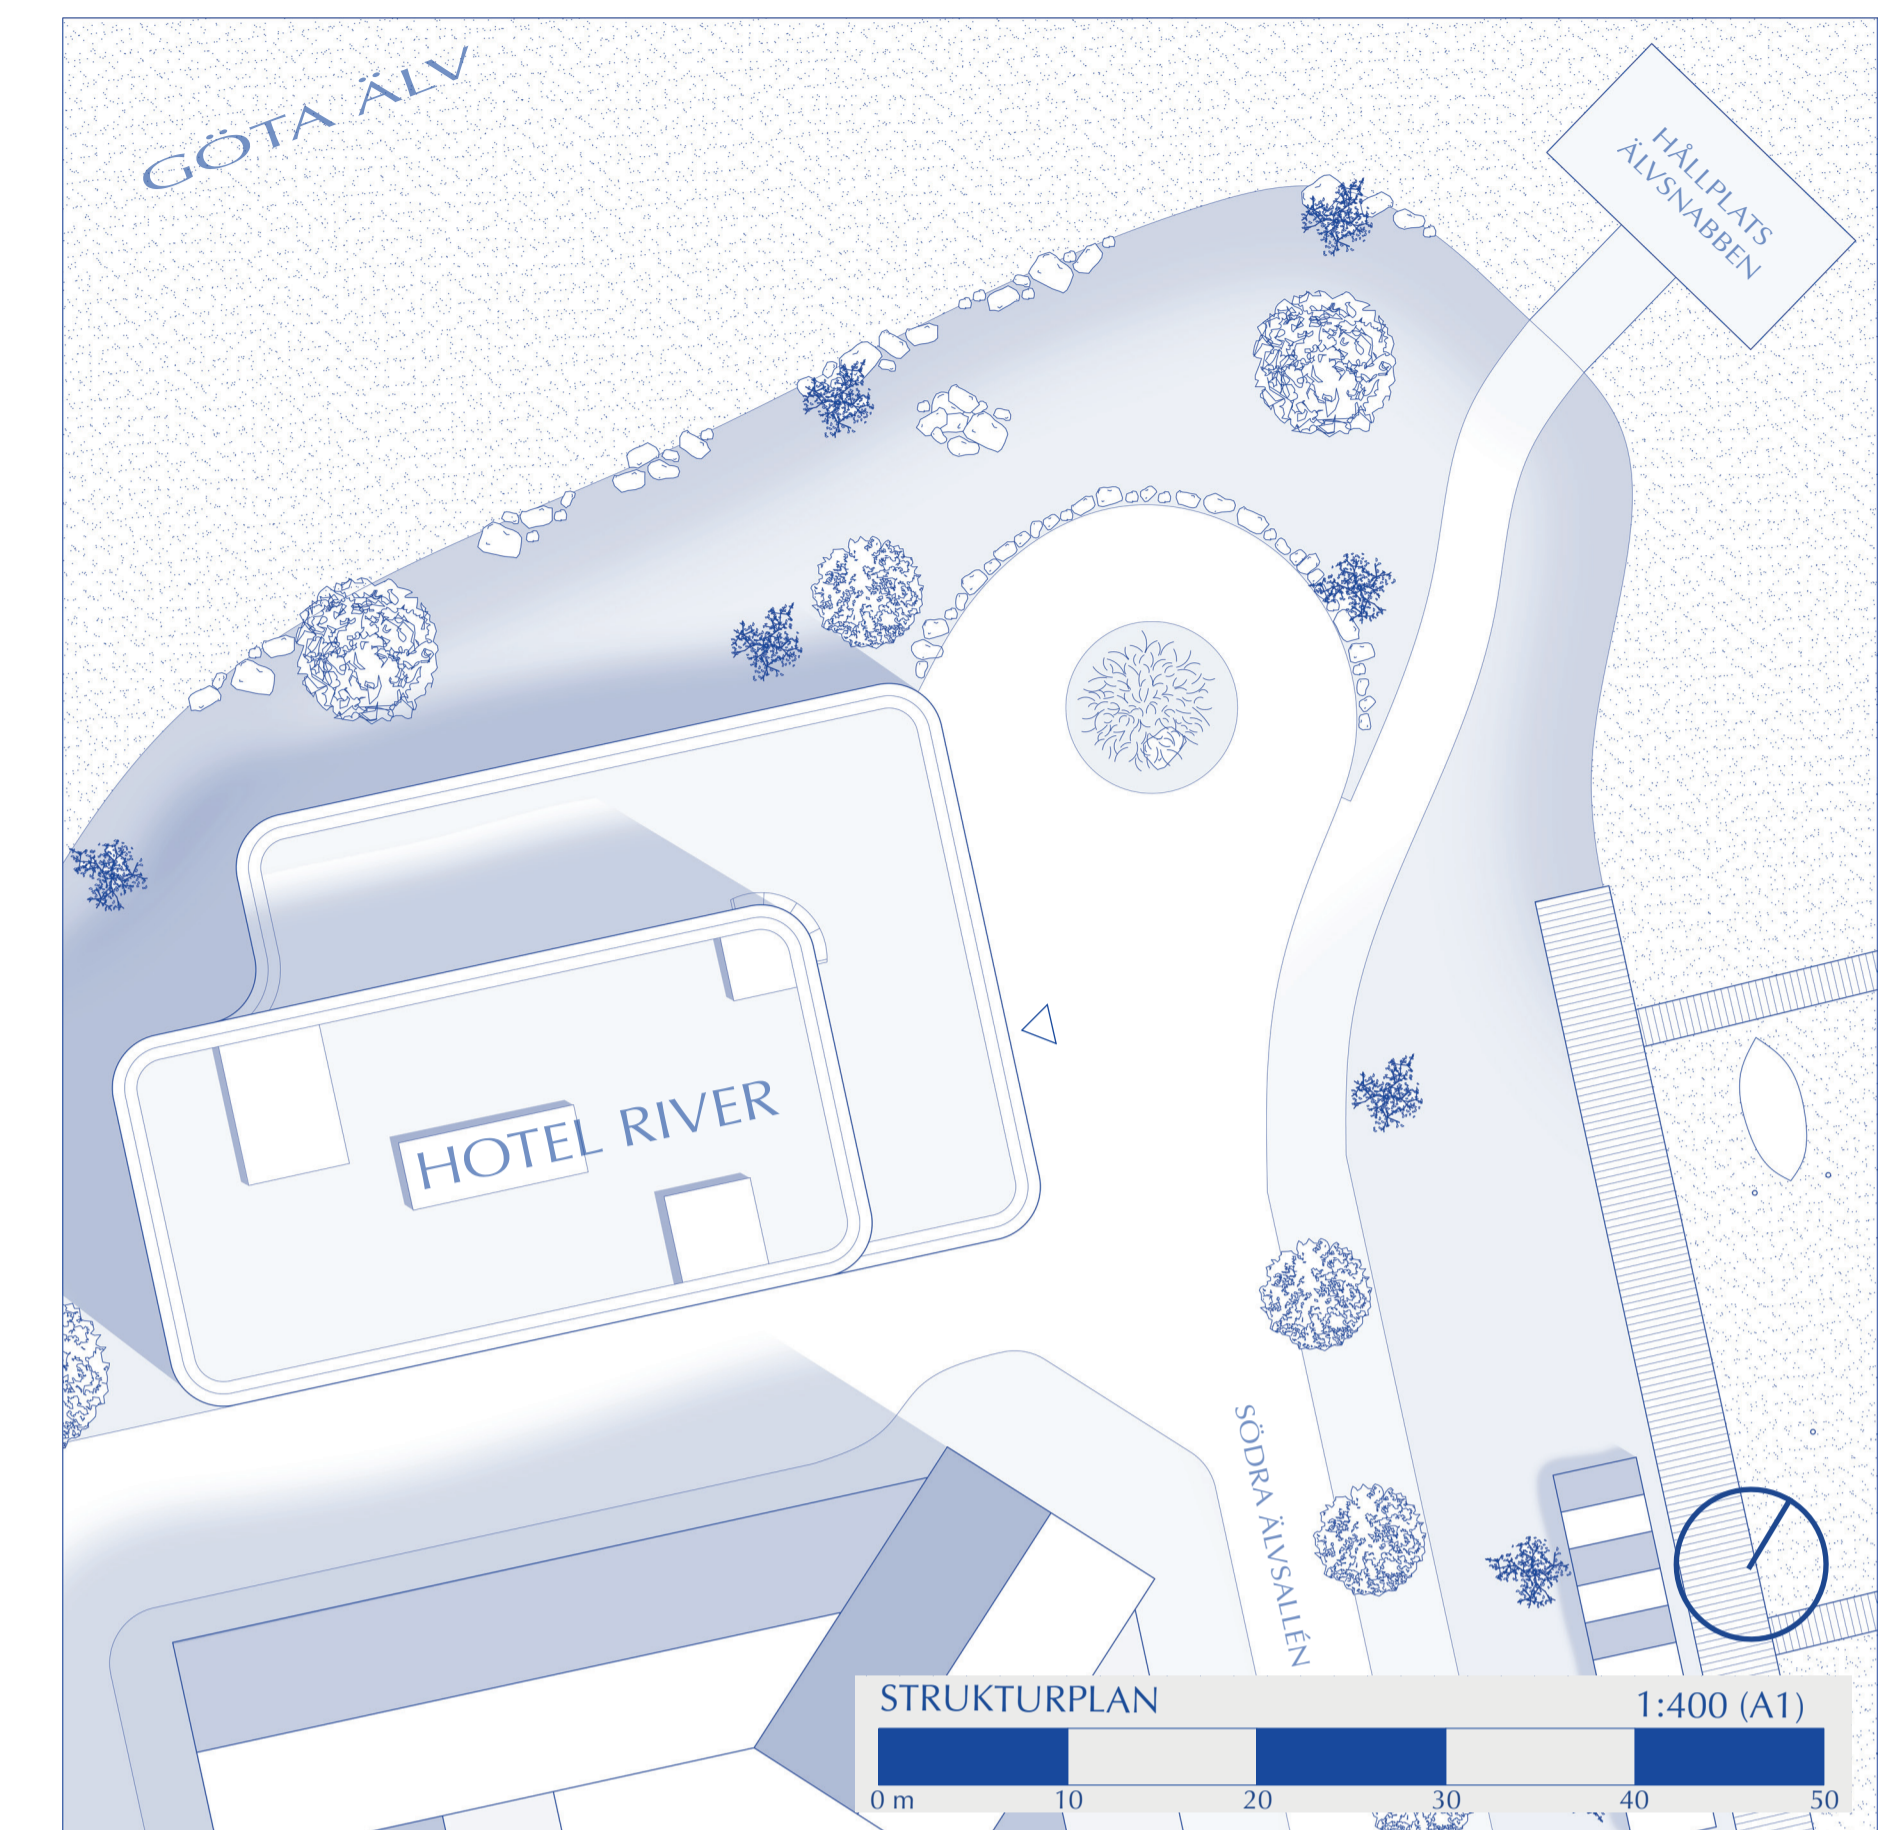 GÖTA ÄLV
HÅLLPLATS
ÄLVSNABBEN
HOTEL RIVER
SÖDRA ÄLVSALLÉN
STRUKTURPLAN 1:400 (A1)
0 m 10 20 30 40 50